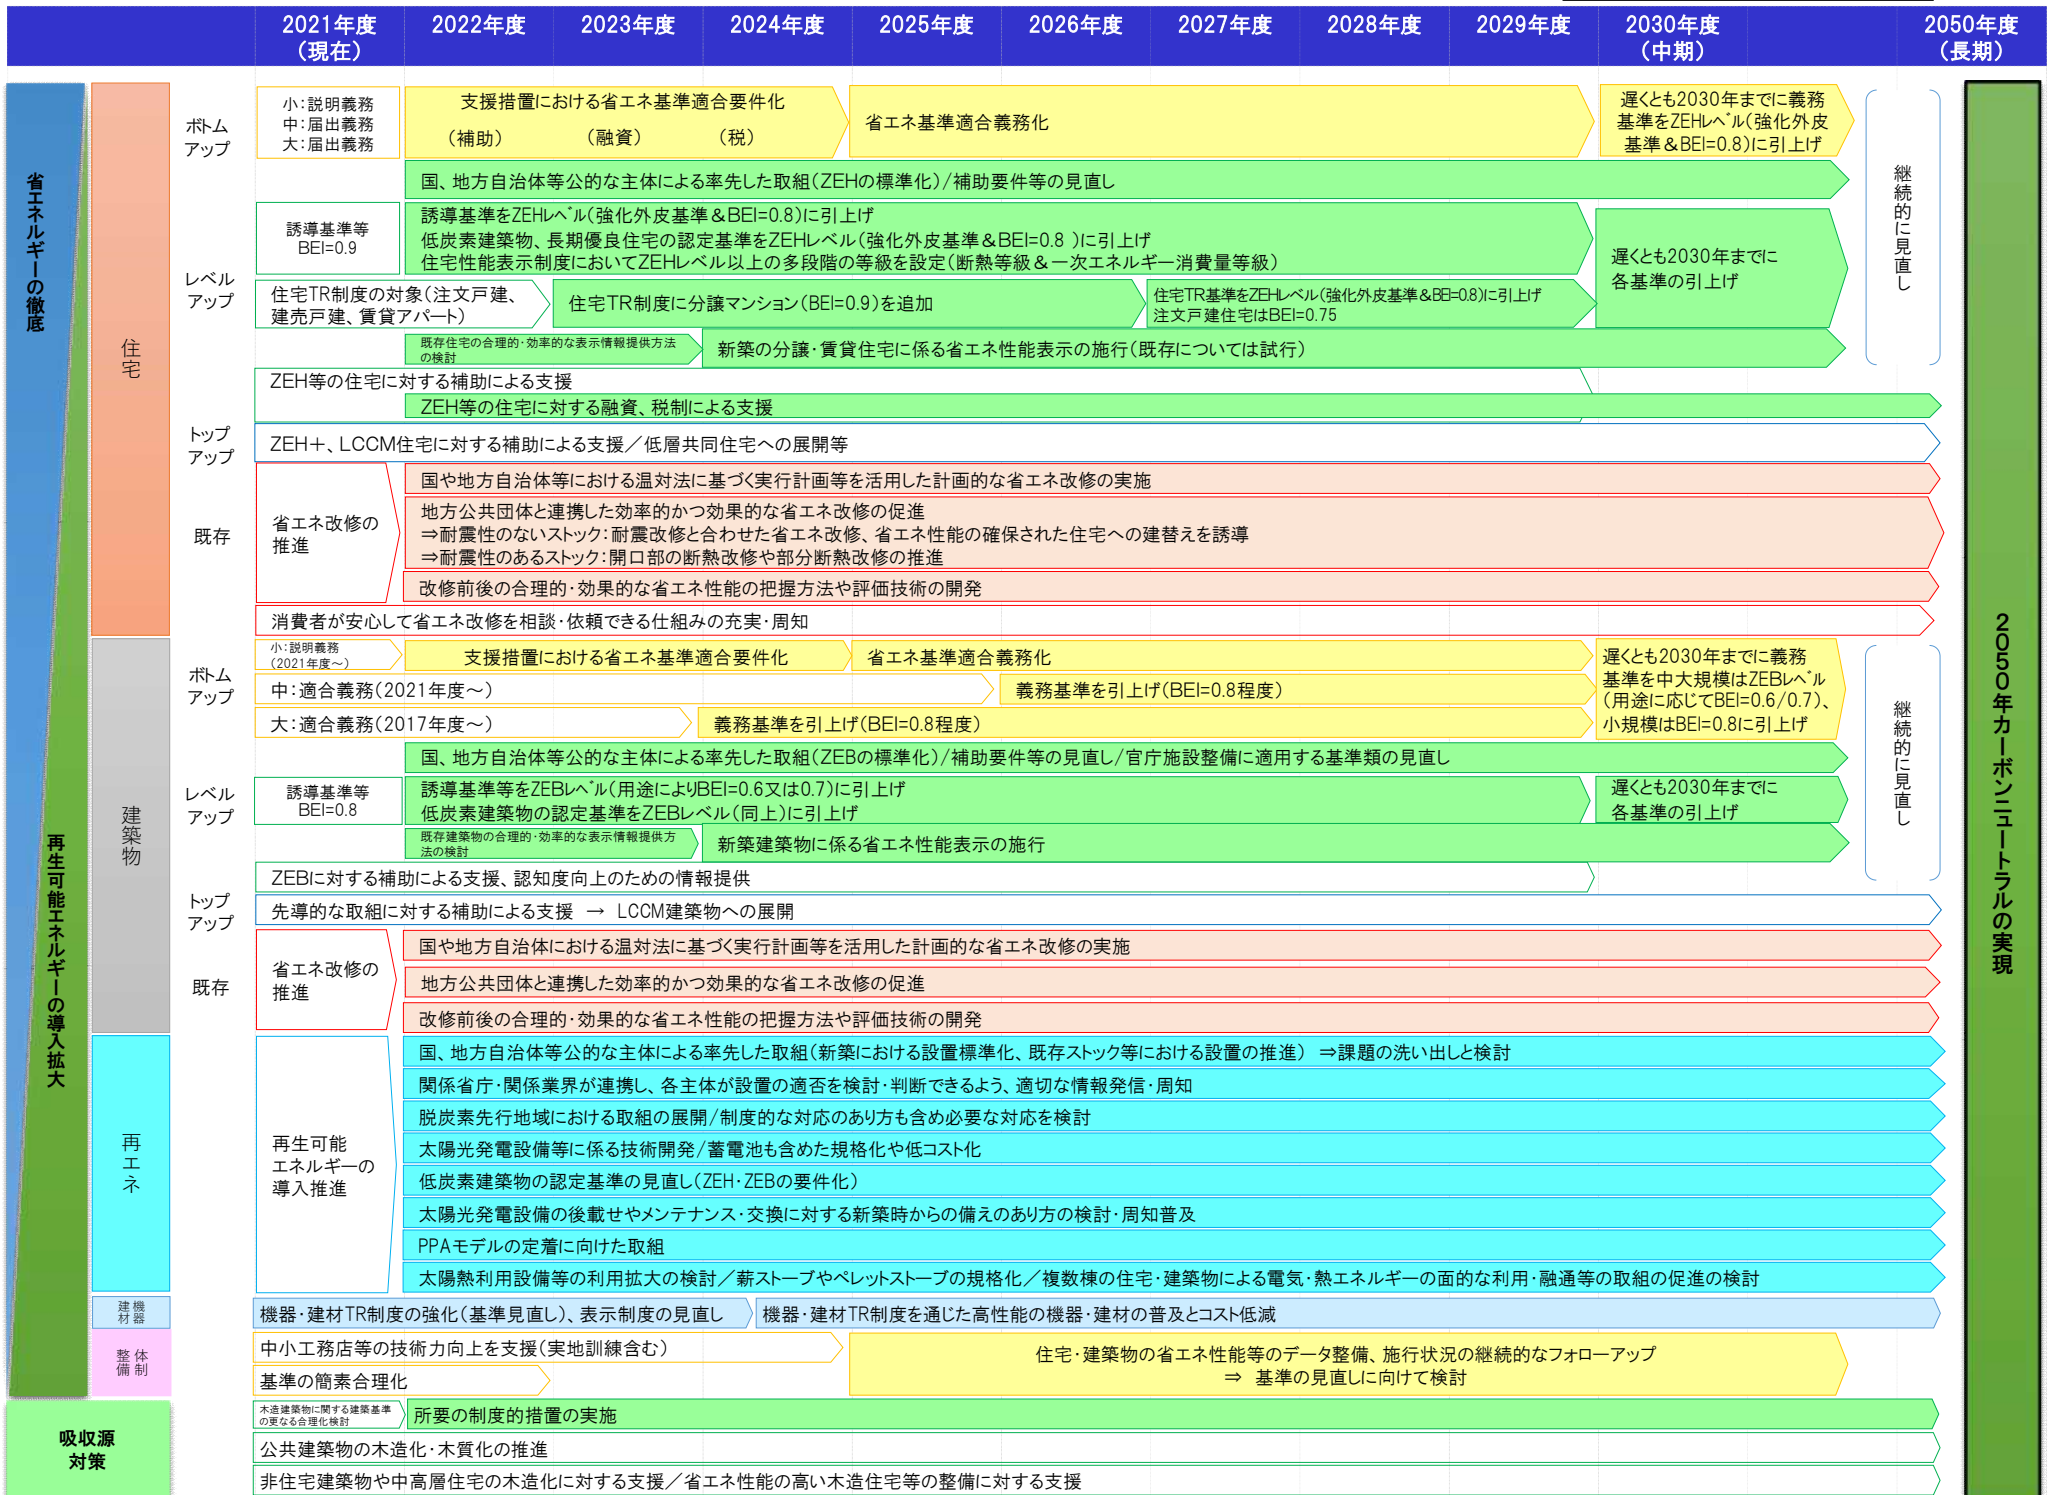 2021年度
(現在)
2022年度
2023年度
2024年度
2025年度
2026年度
2027年度
2028年度
2029年度
2030年度
(中期)
2050年度
(長期)
省エネルギーの徹底
再生可能エネルギーの導入拡大
住宅
ボトム
アップ
小:説明義務
中:届出義務
大:届出義務
支援措置における省エネ基準適合要件化
(補助) (融資) (税)
省エネ基準適合義務化
遅くとも2030年までに義務
基準をZEHレベル(強化外皮
基準&BEI=0.8)に引上げ
国、地方自治体等公的な主体による率先した取組(ZEHの標準化)/補助要件等の見直し
継続的に見直し
レベル
アップ
誘導基準等
BEI=0.9
誘導基準をZEHレベル(強化外皮基準&BEI=0.8)に引上げ
低炭素建築物、長期優良住宅の認定基準をZEHレベル(強化外皮基準&BEI=0.8 )に引上げ
住宅性能表示制度においてZEHレベル以上の多段階の等級を設定(断熱等級&一次エネルギー消費量等級)
遅くとも2030年までに
各基準の引上げ
住宅TR制度の対象(注文戸建、
建売戸建、賃貸アパート)
住宅TR制度に分譲マンション(BEI=0.9)を追加
住宅TR基準をZEHレベル(強化外皮基準&BEI=0.8)に引上げ
注文戸建住宅はBEI=0.75
既存住宅の合理的・効率的な表示情報提供方法
の検討
新築の分譲・賃貸住宅に係る省エネ性能表示の施行(既存については試行)
ZEH等の住宅に対する補助による支援
ZEH等の住宅に対する融資、税制による支援
トップ
アップ
ZEH+、LCCM住宅に対する補助による支援/低層共同住宅への展開等
既存
省エネ改修の
推進
国や地方自治体等における温対法に基づく実行計画等を活用した計画的な省エネ改修の実施
地方公共団体と連携した効率的かつ効果的な省エネ改修の促進
⇒耐震性のないストック:耐震改修と合わせた省エネ改修、省エネ性能の確保された住宅への建替えを誘導
⇒耐震性のあるストック:開口部の断熱改修や部分断熱改修の推進
改修前後の合理的・効果的な省エネ性能の把握方法や評価技術の開発
消費者が安心して省エネ改修を相談・依頼できる仕組みの充実・周知
建築物
ボトム
アップ
小:説明義務
(2021年度~)
支援措置における省エネ基準適合要件化
省エネ基準適合義務化
遅くとも2030年までに義務
基準を中大規模はZEBレベル
(用途に応じてBEI=0.6/0.7)、
小規模はBEI=0.8に引上げ
中:適合義務(2021年度~)
義務基準を引上げ(BEI=0.8程度)
大:適合義務(2017年度~)
義務基準を引上げ(BEI=0.8程度)
国、地方自治体等公的な主体による率先した取組(ZEBの標準化)/補助要件等の見直し/官庁施設整備に適用する基準類の見直し
継続的に見直し
レベル
アップ
誘導基準等
BEI=0.8
誘導基準等をZEBレベル(用途によりBEI=0.6又は0.7)に引上げ
低炭素建築物の認定基準をZEBレベル(同上)に引上げ
遅くとも2030年までに
各基準の引上げ
既存建築物の合理的・効率的な表示情報提供方
法の検討
新築建築物に係る省エネ性能表示の施行
ZEBに対する補助による支援、認知度向上のための情報提供
トップ
アップ
先導的な取組に対する補助による支援 → LCCM建築物への展開
既存
省エネ改修の
推進
国や地方自治体における温対法に基づく実行計画等を活用した計画的な省エネ改修の実施
地方公共団体と連携した効率的かつ効果的な省エネ改修の促進
改修前後の合理的・効果的な省エネ性能の把握方法や評価技術の開発
再エネ
再生可能
エネルギーの
導入推進
国、地方自治体等公的な主体による率先した取組(新築における設置標準化、既存ストック等における設置の推進) ⇒課題の洗い出しと検討
関係省庁・関係業界が連携し、各主体が設置の適否を検討・判断できるよう、適切な情報発信・周知
脱炭素先行地域における取組の展開/制度的な対応のあり方も含め必要な対応を検討
太陽光発電設備等に係る技術開発/蓄電池も含めた規格化や低コスト化
低炭素建築物の認定基準の見直し(ZEH・ZEBの要件化)
太陽光発電設備の後載せやメンテナンス・交換に対する新築時からの備えのあり方の検討・周知普及
PPAモデルの定着に向けた取組
太陽熱利用設備等の利用拡大の検討/薪ストーブやペレットストーブの規格化/複数棟の住宅・建築物による電気・熱エネルギーの面的な利用・融通等の取組の促進の検討
機器
建材
機器・建材TR制度の強化(基準見直し)、表示制度の見直し
機器・建材TR制度を通じた高性能の機器・建材の普及とコスト低減
体制
整備
中小工務店等の技術力向上を支援(実地訓練含む)
基準の簡素合理化
住宅・建築物の省エネ性能等のデータ整備、施行状況の継続的なフォローアップ
⇒ 基準の見直しに向けて検討
吸収源
対策
木造建築物に関する建築基準
の更なる合理化検討
所要の制度的措置の実施
公共建築物の木造化・木質化の推進
非住宅建築物や中高層住宅の木造化に対する支援/省エネ性能の高い木造住宅等の整備に対する支援
2050年カーボンニュートラルの実現